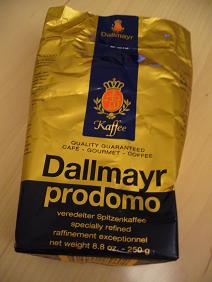 Dallmayr
Kaffee
QUALITY GUARANTEED
CAFÉ - GOURMET - COFFEE
Dallmayr
prodomo
veredelter Spitzenkaffee
specially refined
raffinement exceptionnel
net weight 8.8 oz. - 250 g